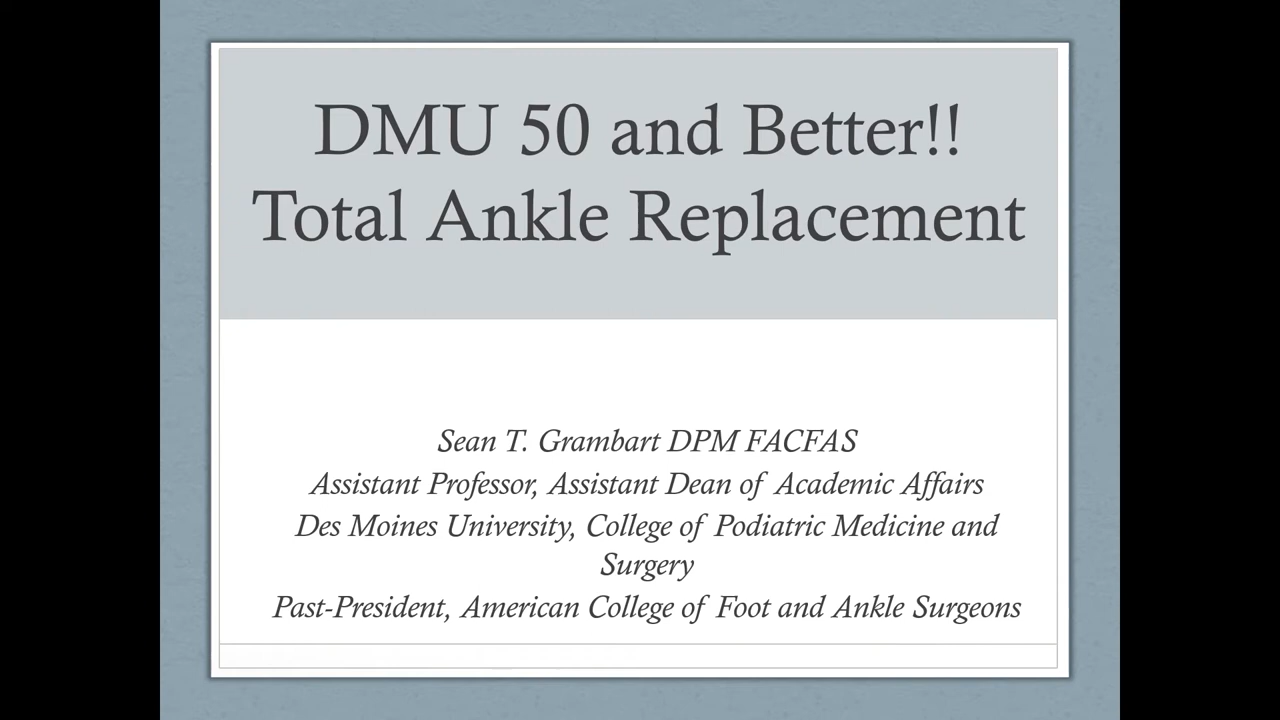 DMU 50 and Better!!
Total Ankle Replacement
Sean T. Grambart DPM FACFAS
Assistant Professor, Assistant Dean of Academic Affairs
Des Moines University, College of Podiatric Medicine and
Surgery
Past-President, American College of Foot and Ankle Surgeons